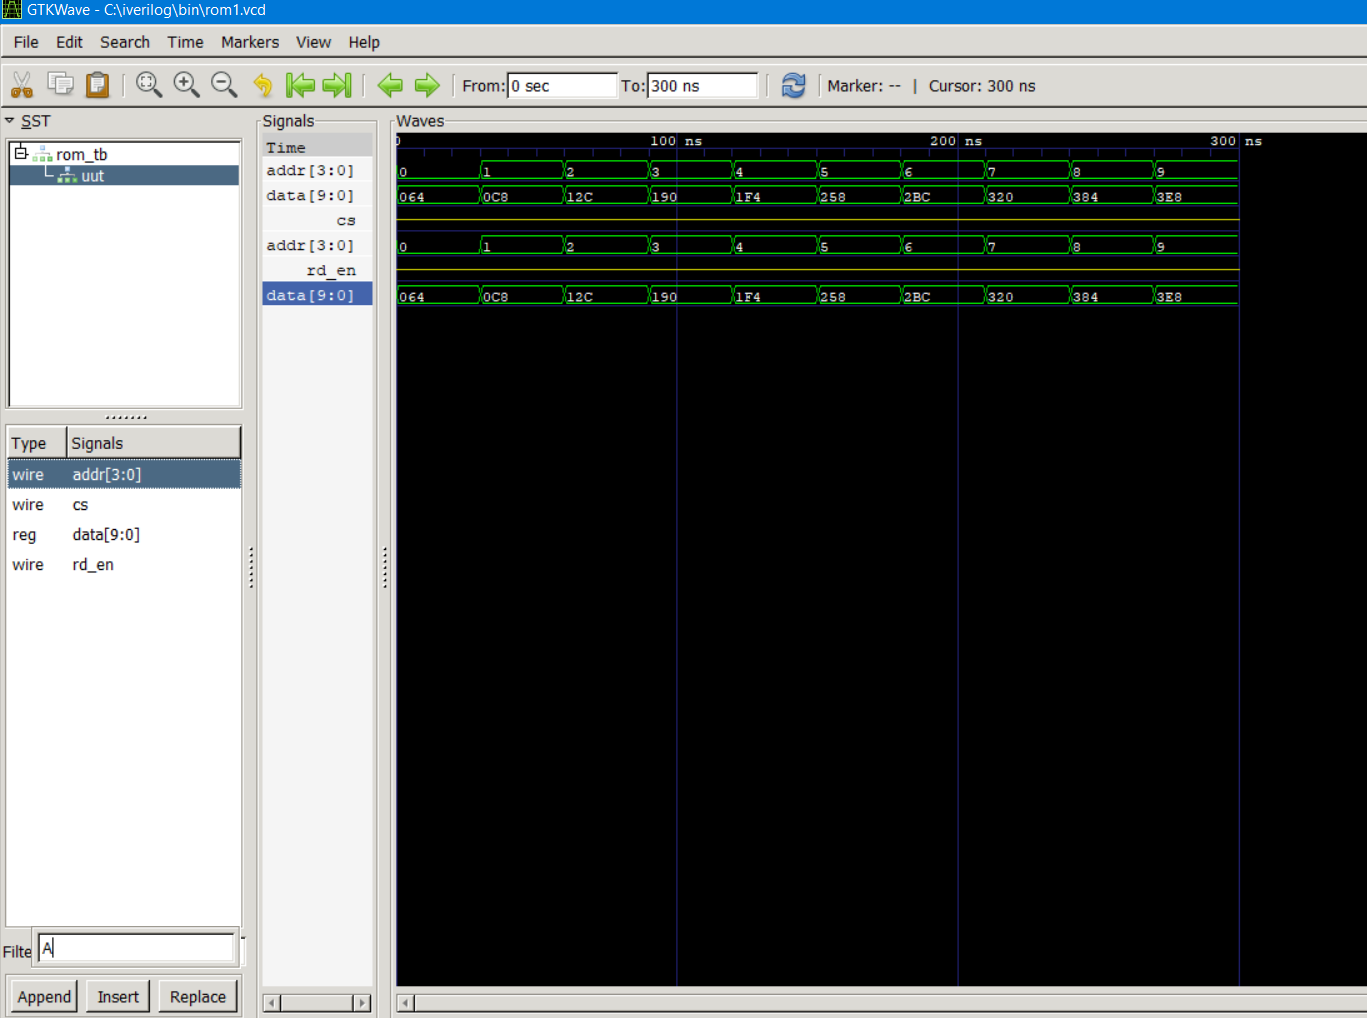 GTKWave - C:\iverilog\bin\rom1.vcd
File Edit Search Time Markers View Help
From: 0 sec To: 300 ns Marker: -- | Cursor: 300 ns
SST
rom_tb
uut
Type Signals
wire addr[3:0]
wire cs
reg data[9:0]
wire rd_en
Filte A
Append Insert Replace
Signals
Time
addr[3:0]
data[9:0]
cs
addr[3:0]
rd_en
data[9:0]
Waves
0 100 ns 200 ns 300 ns
0 1 2 3 4 5 6 7 8 9
064 0C8 12C 190 1F4 258 2BC 320 384 3E8
0 1 2 3 4 5 6 7 8 9
064 0C8 12C 190 1F4 258 2BC 320 384 3E8